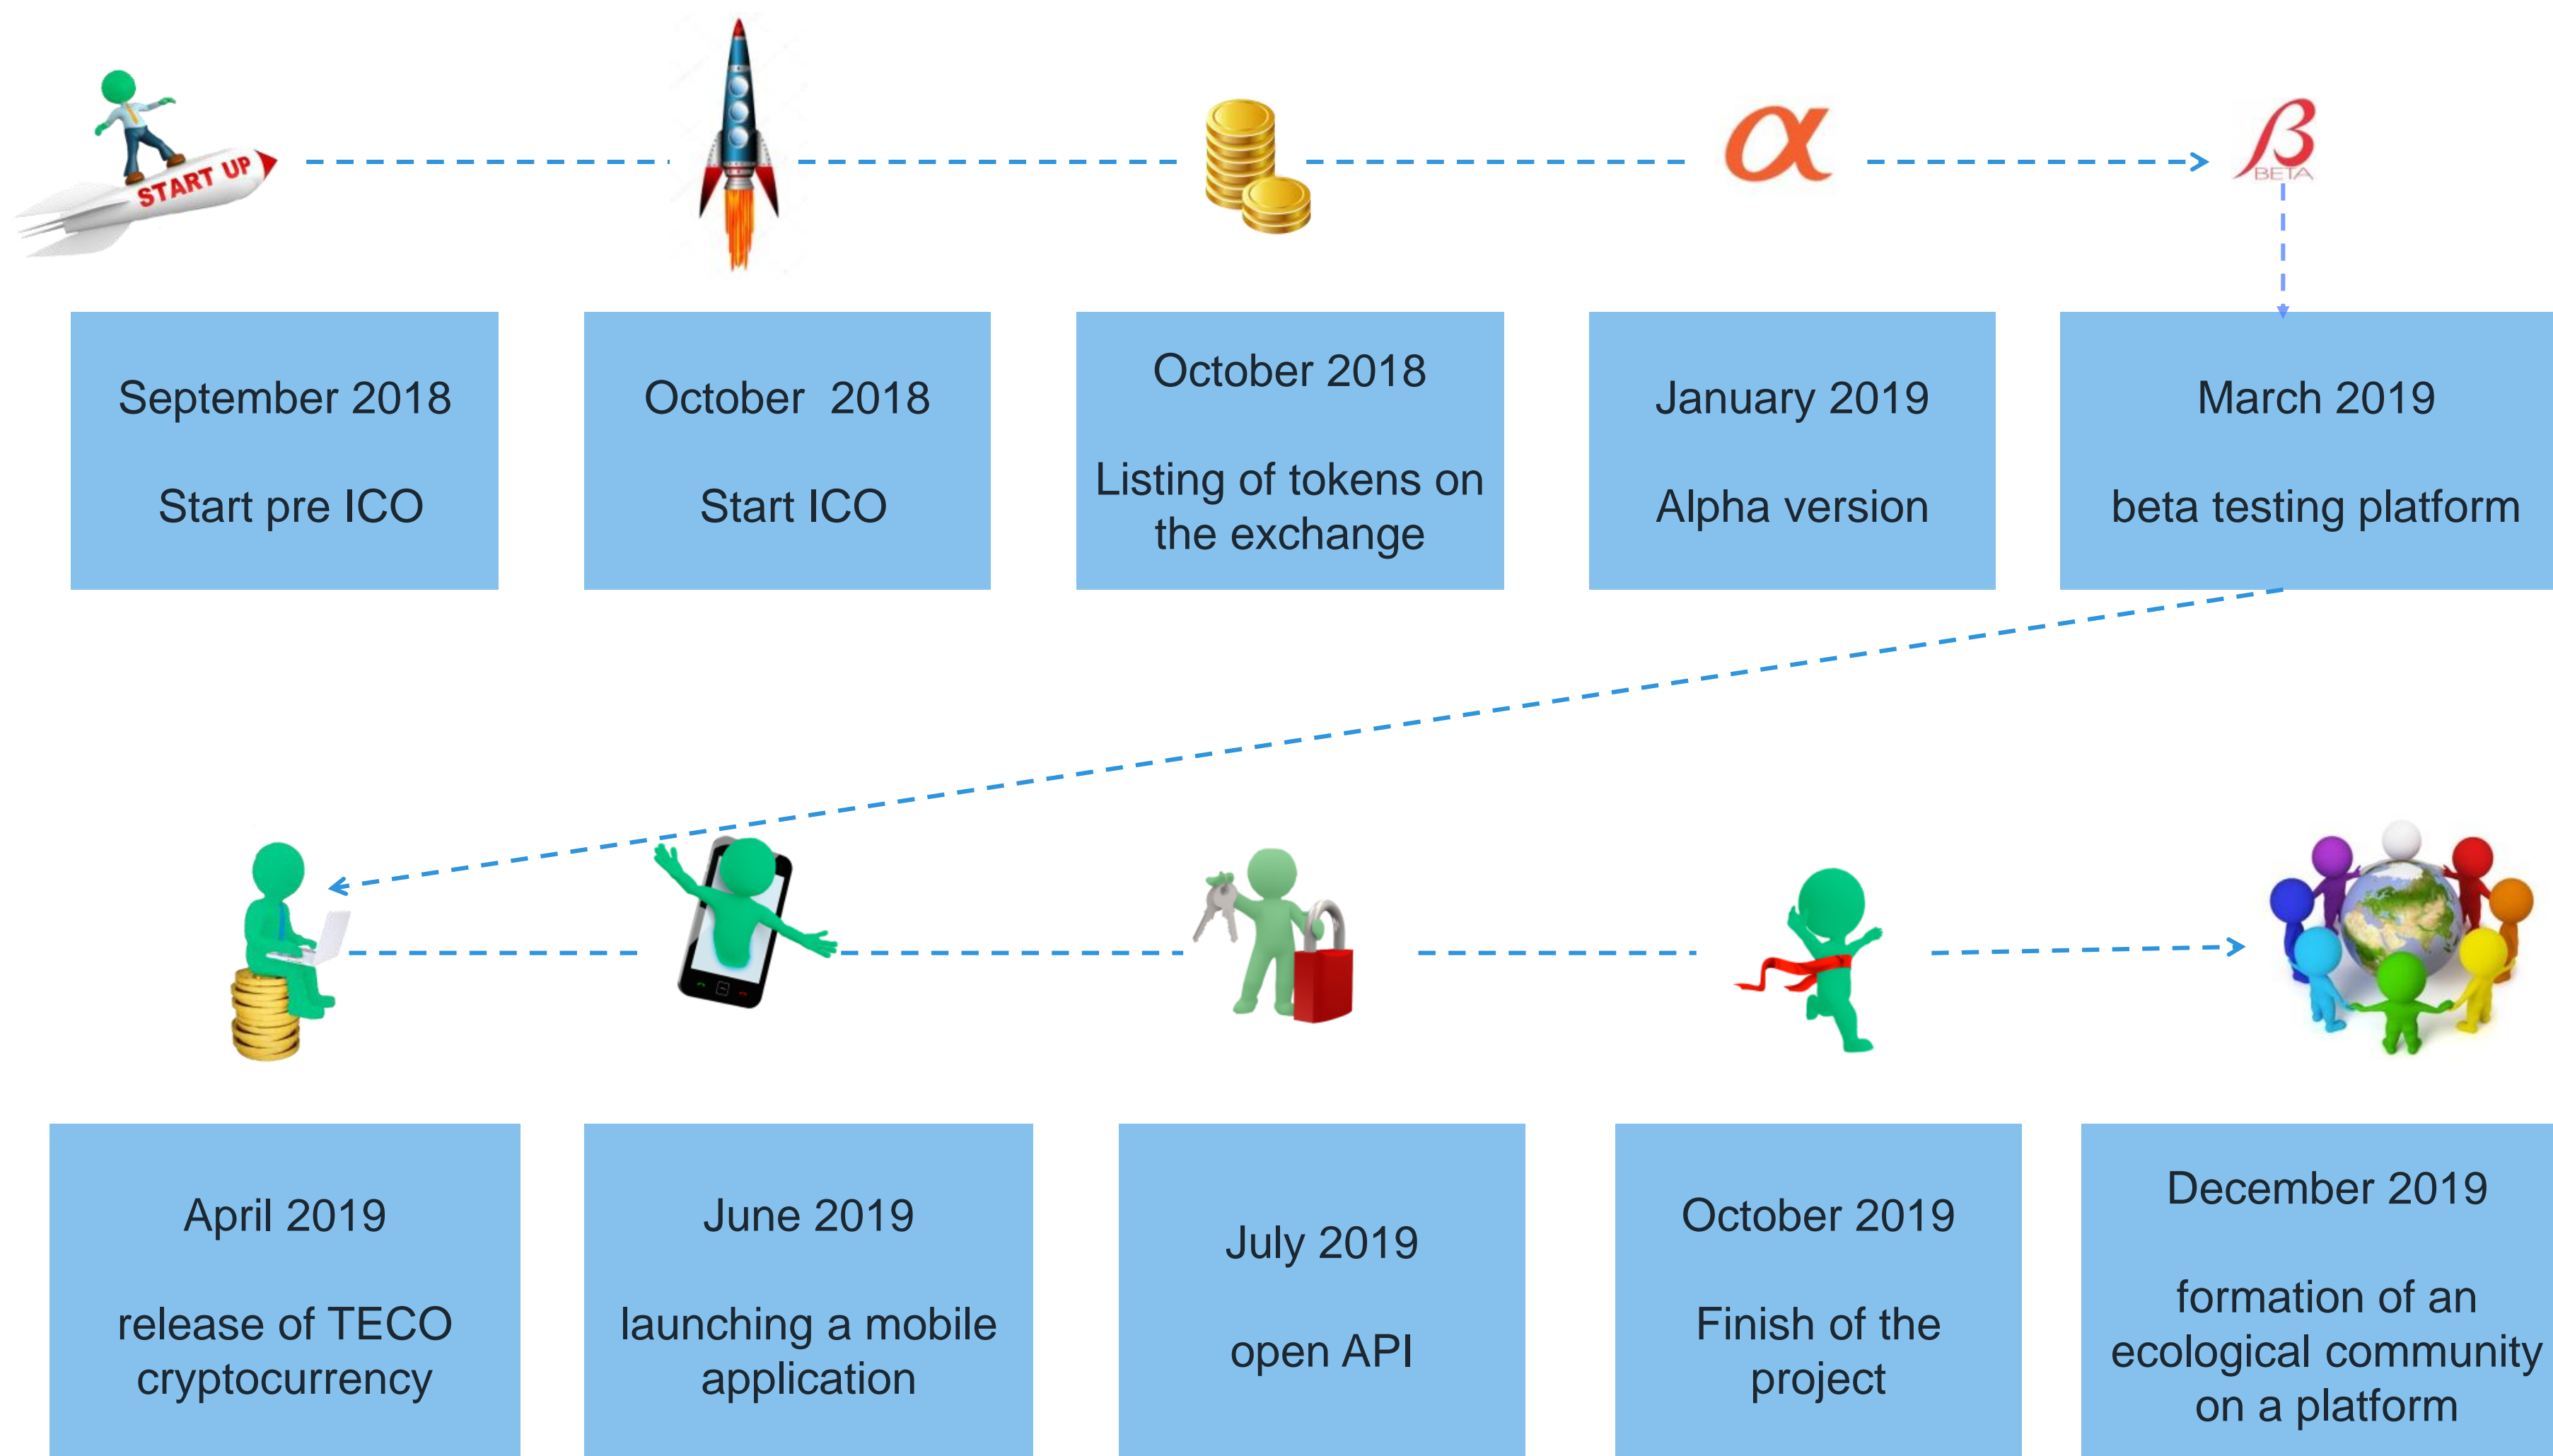 START UP
α
β
BETA
September 2018
Start pre ICO
October 2018
Start ICO
October 2018
Listing of tokens on
the exchange
January 2019
Alpha version
March 2019
beta testing platform
April 2019
release of TECO
cryptocurrency
June 2019
launching a mobile
application
July 2019
open API
October 2019
Finish of the
project
December 2019
formation of an
ecological community
on a platform